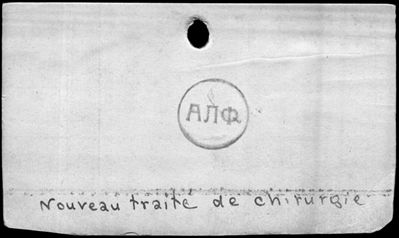 АЛФ
Nouveau traité de chirurgie